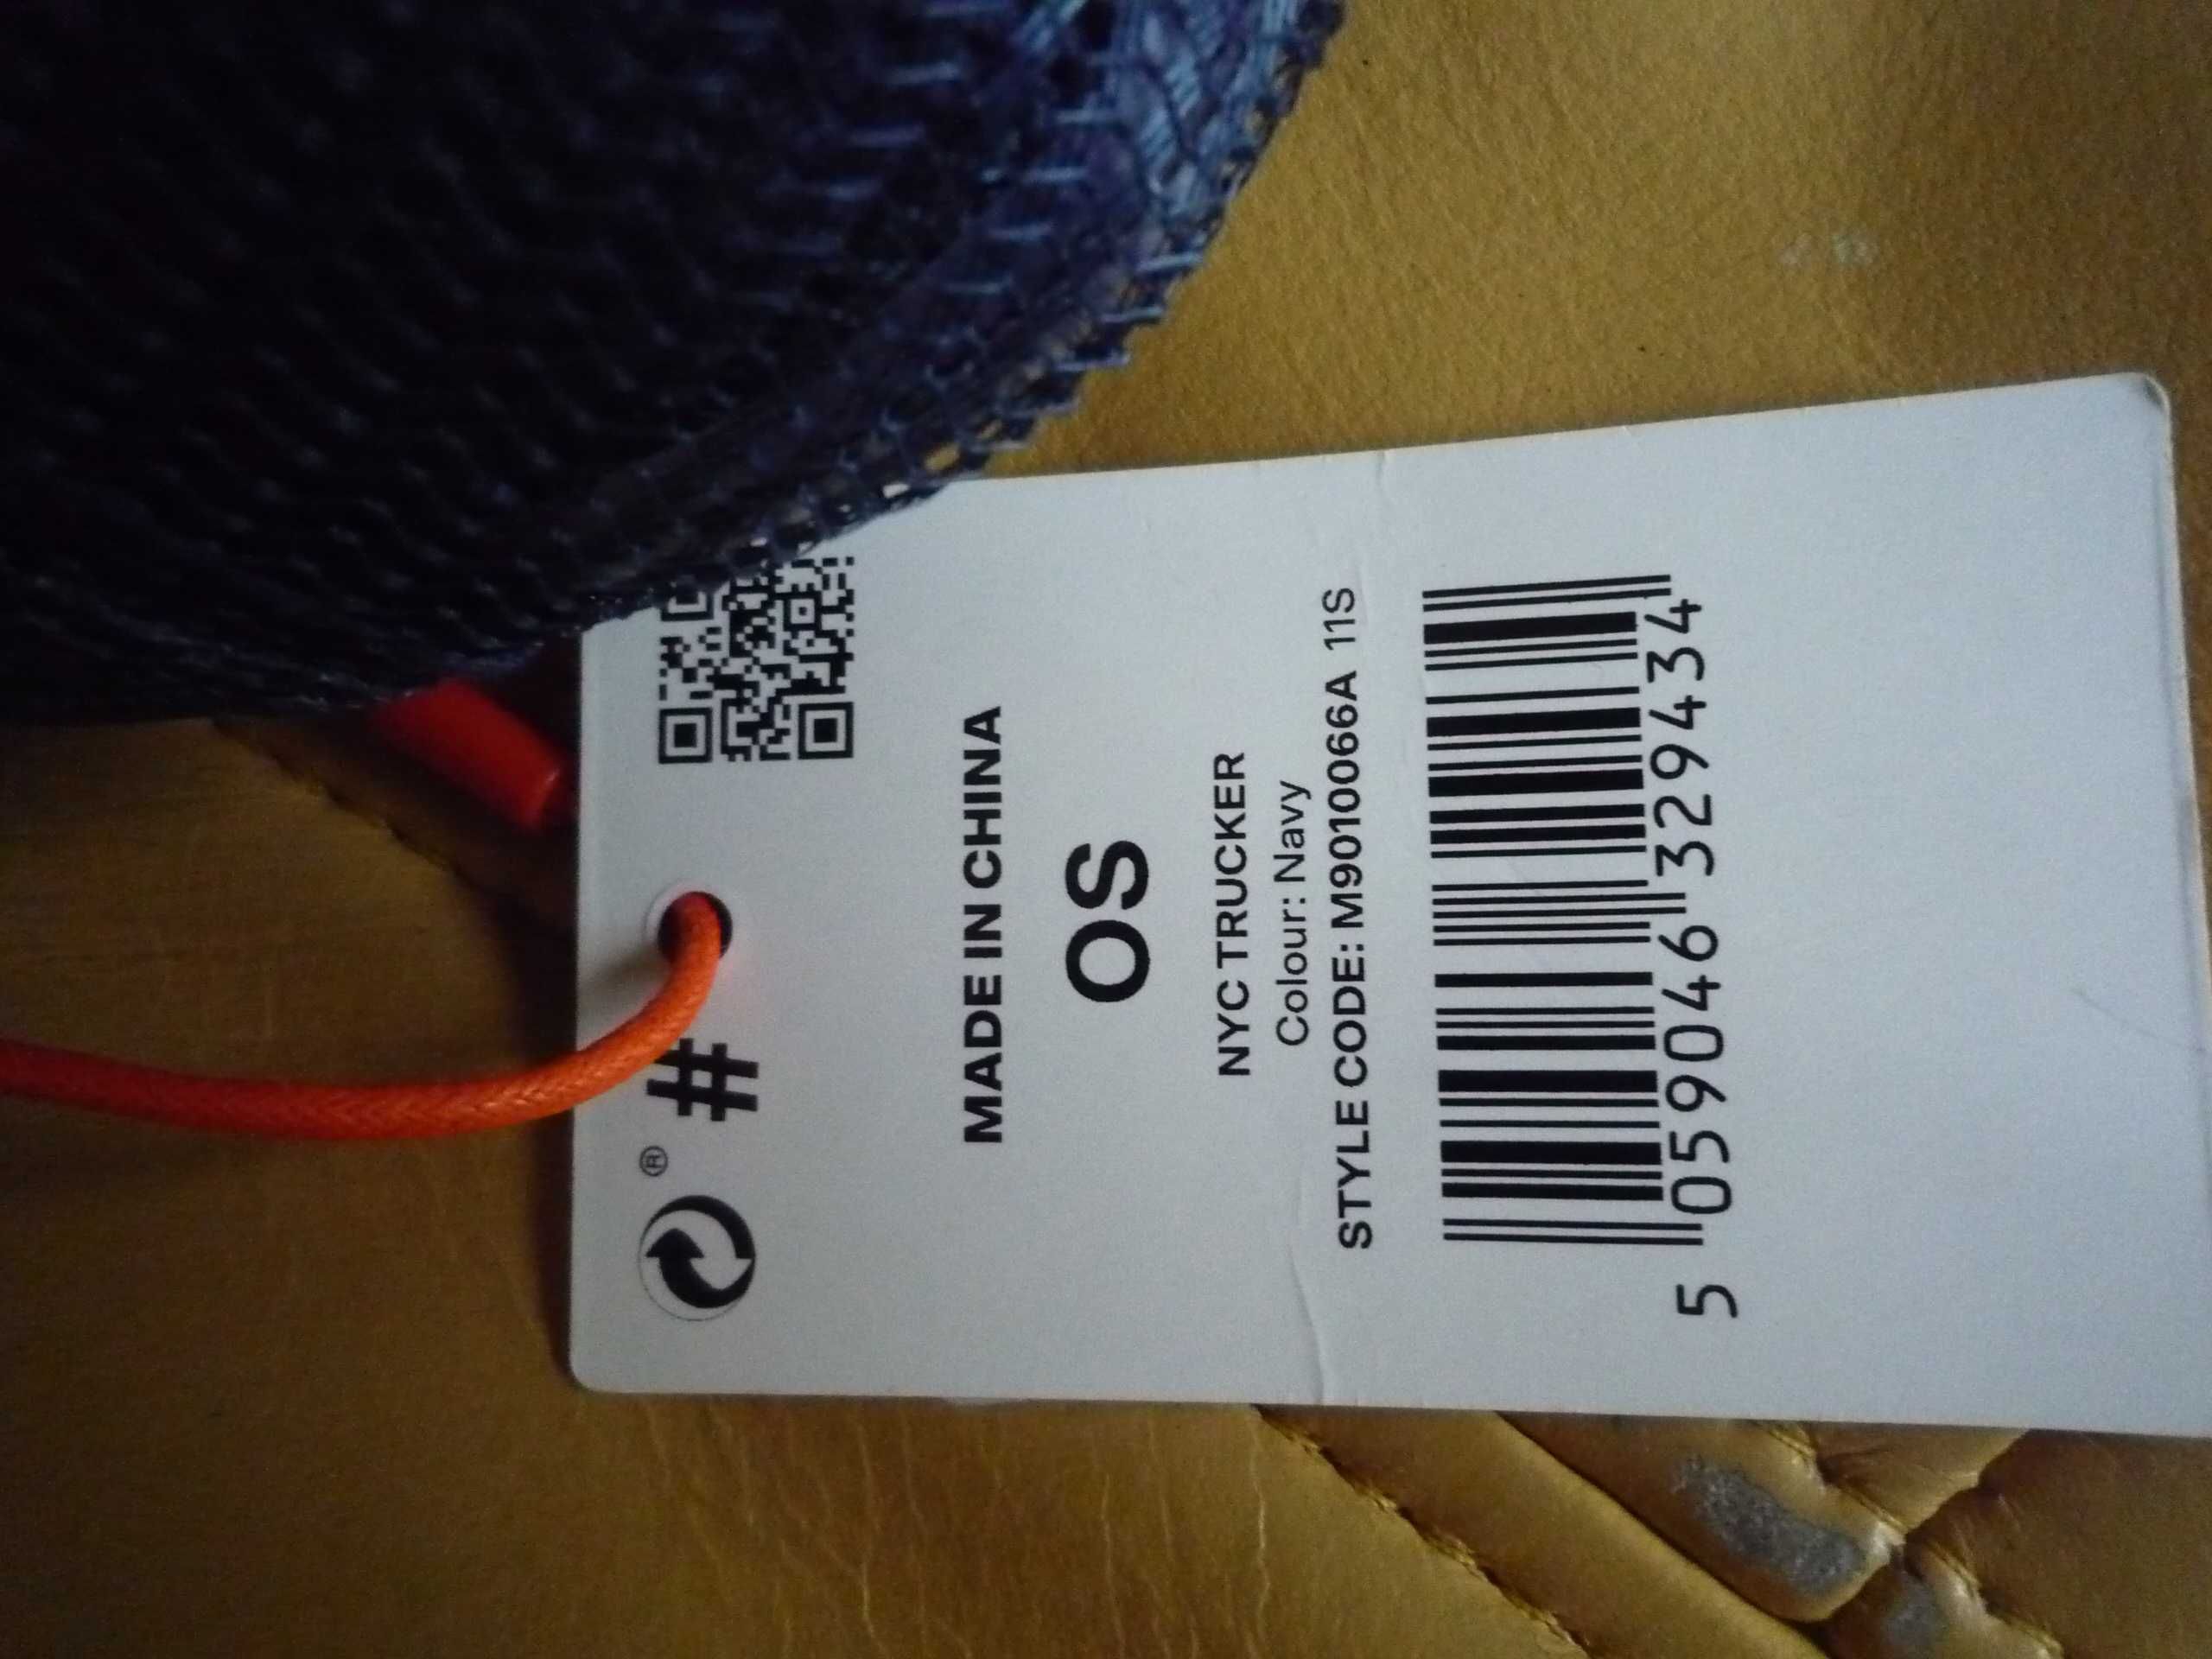 ® #
MADE IN CHINA
OS
NYC TRUCKER
Colour: Navy
STYLE CODE: M9010066A 11S
5 059046 329434